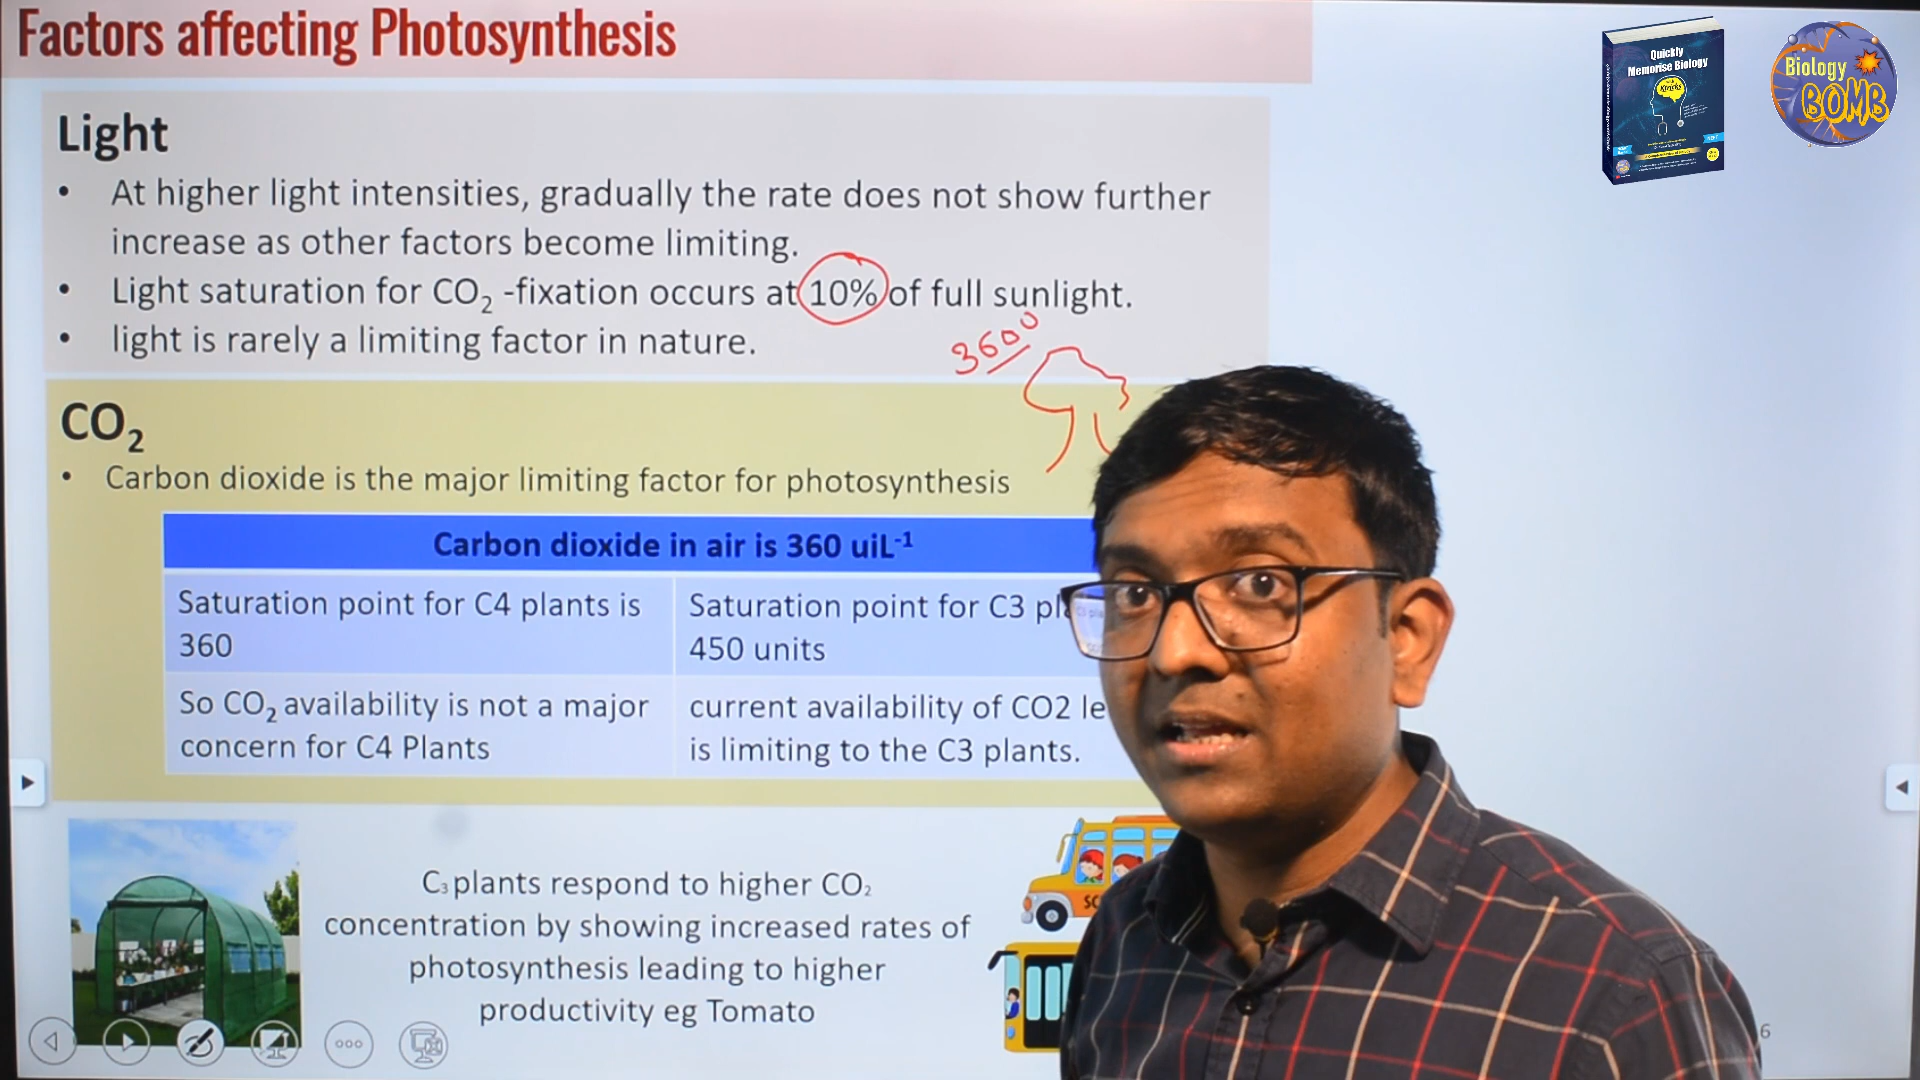 Factors affecting Photosynthesis
Quickly
Memorise Biology
Biology
BOMB
Light
• At higher light intensities, gradually the rate does not show further
increase as other factors become limiting.
• Light saturation for CO₂ -fixation occurs at 10% of full sunlight.
• light is rarely a limiting factor in nature.
360⁰
CO₂
• Carbon dioxide is the major limiting factor for photosynthesis
Carbon dioxide in air is 360 uiL⁻¹
Saturation point for C4 plants is
360
Saturation point for C3
450 units
So CO₂ availability is not a major
concern for C4 Plants
current availability of CO2
is limiting to the C3 plants.
C₃ plants respond to higher CO₂
concentration by showing increased rates of
photosynthesis leading to higher
productivity eg Tomato
6